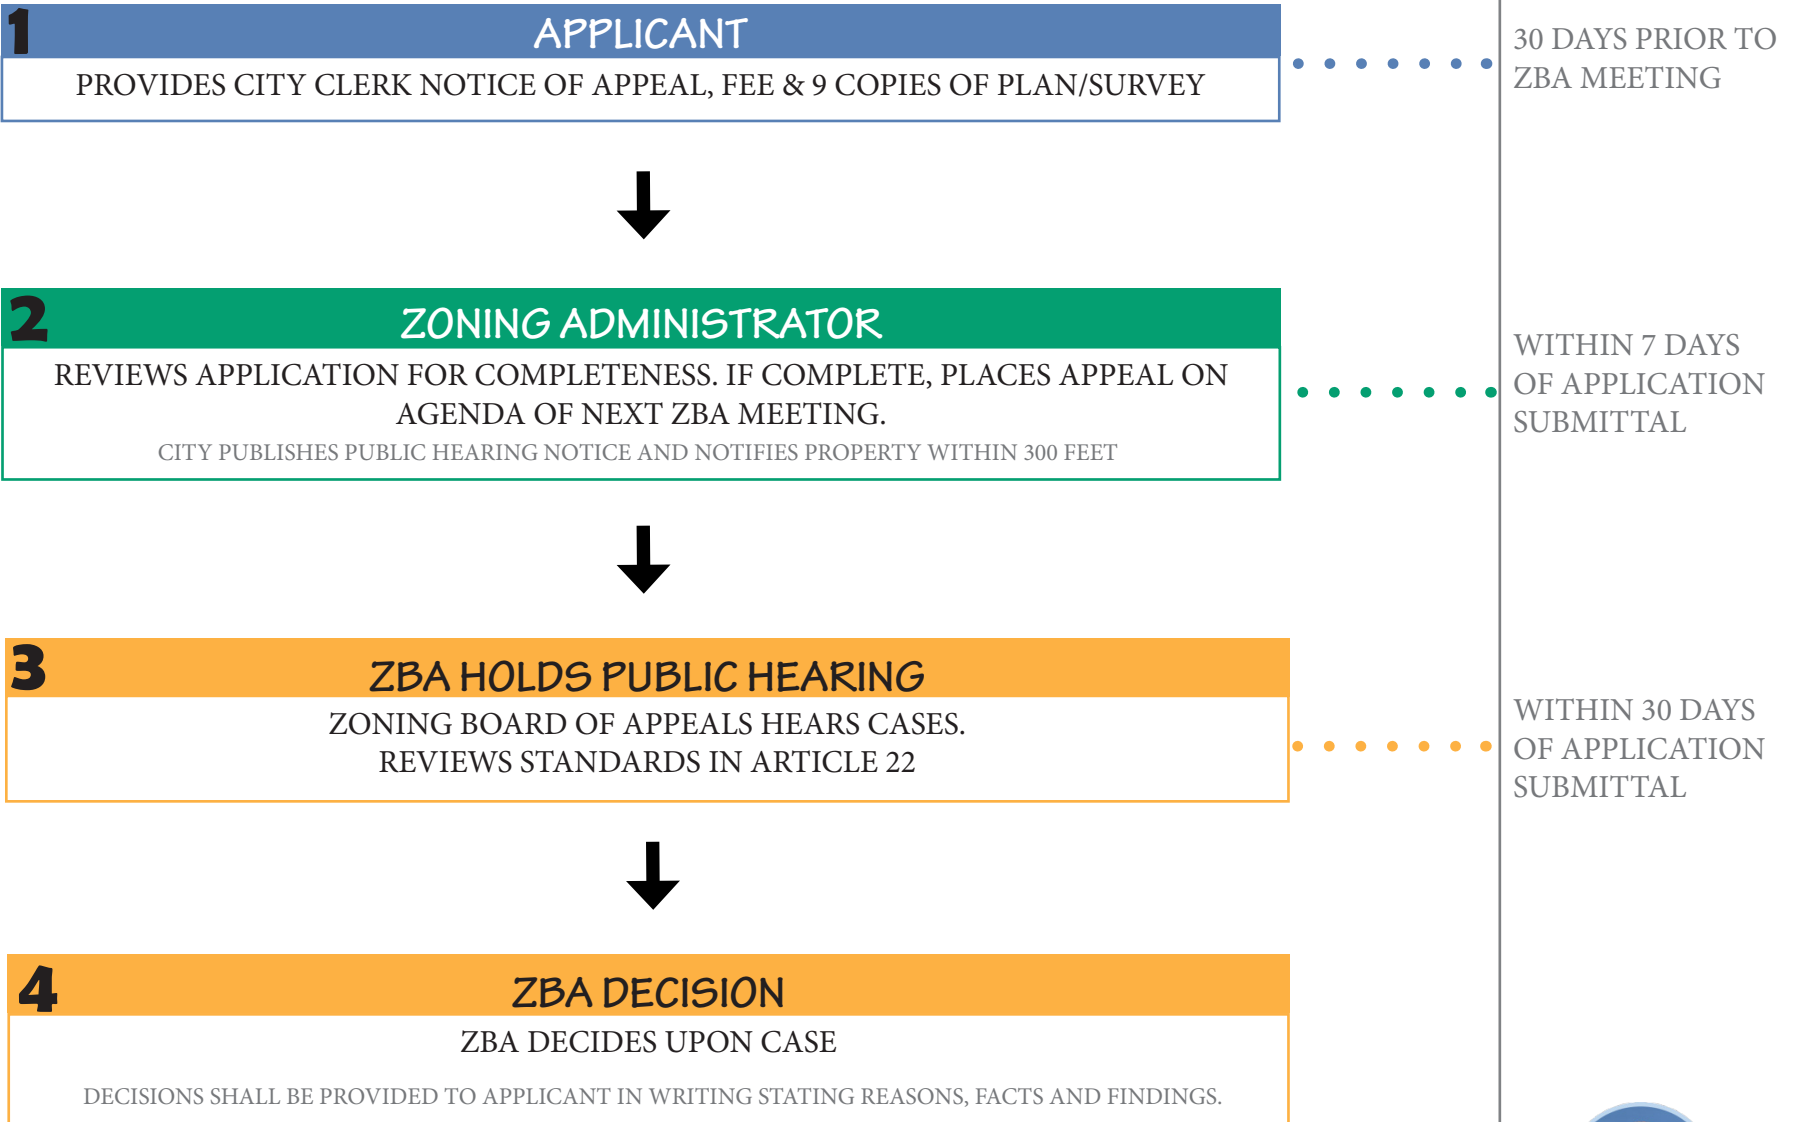 1
APPLICANT
PROVIDES CITY CLERK NOTICE OF APPEAL, FEE & 9 COPIES OF PLAN/SURVEY
30 DAYS PRIOR TO
ZBA MEETING
2
ZONING ADMINISTRATOR
REVIEWS APPLICATION FOR COMPLETENESS. IF COMPLETE, PLACES APPEAL ON
AGENDA OF NEXT ZBA MEETING.
CITY PUBLISHES PUBLIC HEARING NOTICE AND NOTIFIES PROPERTY WITHIN 300 FEET
WITHIN 7 DAYS
OF APPLICATION
SUBMITTAL
3
ZBA HOLDS PUBLIC HEARING
ZONING BOARD OF APPEALS HEARS CASES.
REVIEWS STANDARDS IN ARTICLE 22
WITHIN 30 DAYS
OF APPLICATION
SUBMITTAL
4
ZBA DECISION
ZBA DECIDES UPON CASE
DECISIONS SHALL BE PROVIDED TO APPLICANT IN WRITING STATING REASONS, FACTS AND FINDINGS.